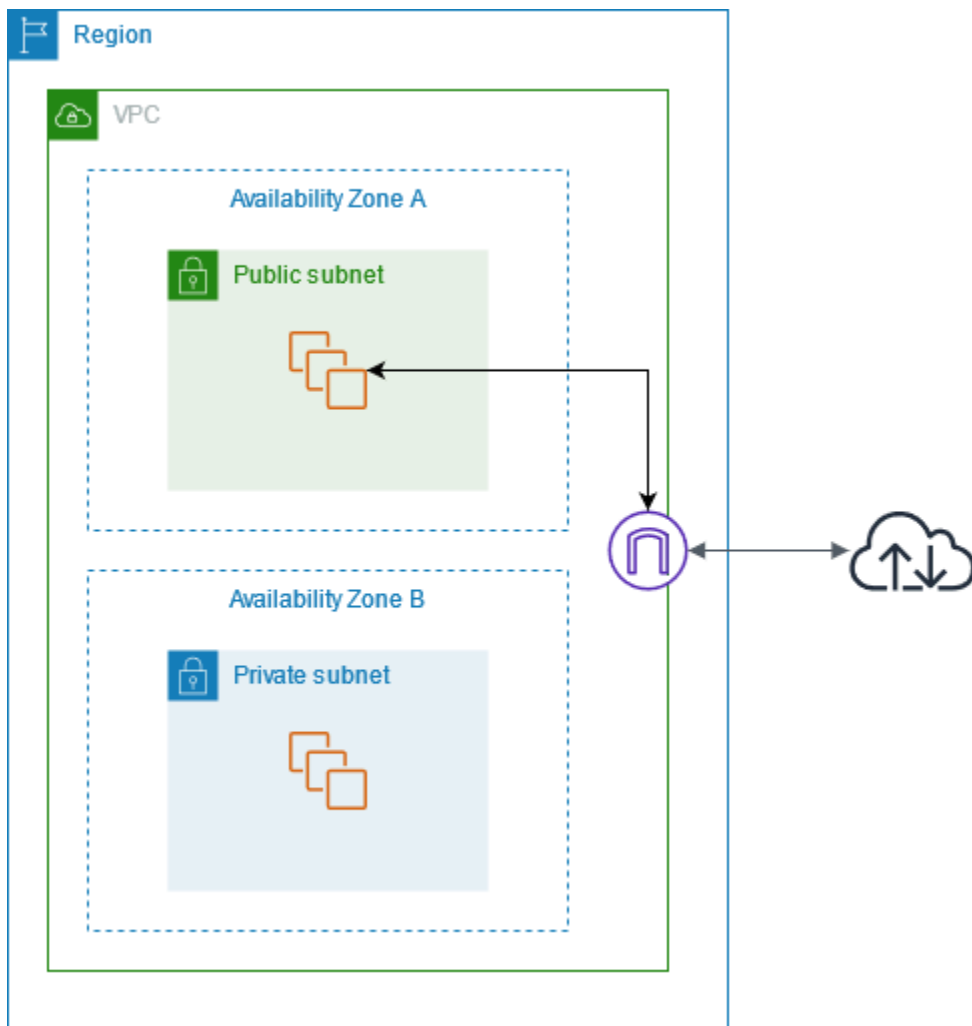 Region
VPC
Availability Zone A
Public subnet
Availability Zone B
Private subnet